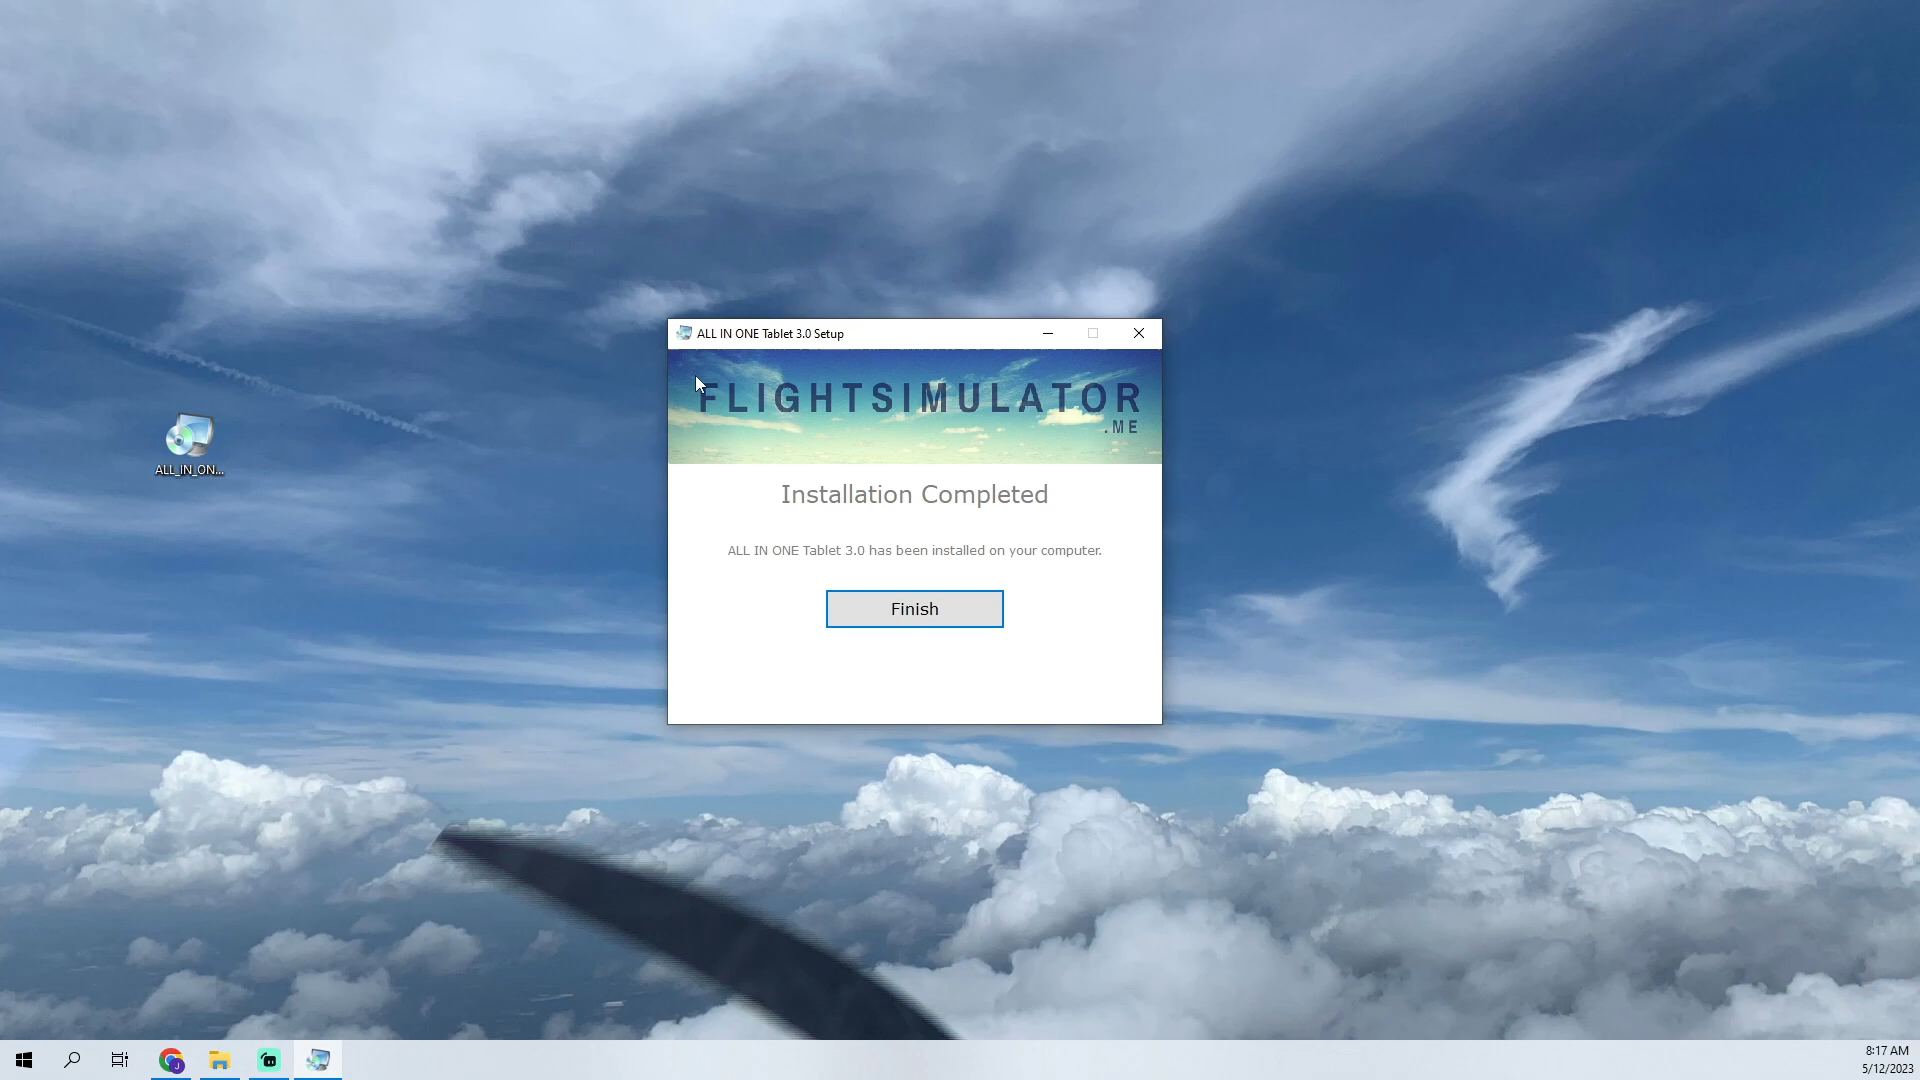 ALL IN ONE Tablet 3.0 Setup
FLIGHTSIMULATOR
.ME
Installation Completed
ALL IN ONE Tablet 3.0 has been installed on your computer.
Finish
ALL_IN_ON...
J
8:17 AM
5/12/2023